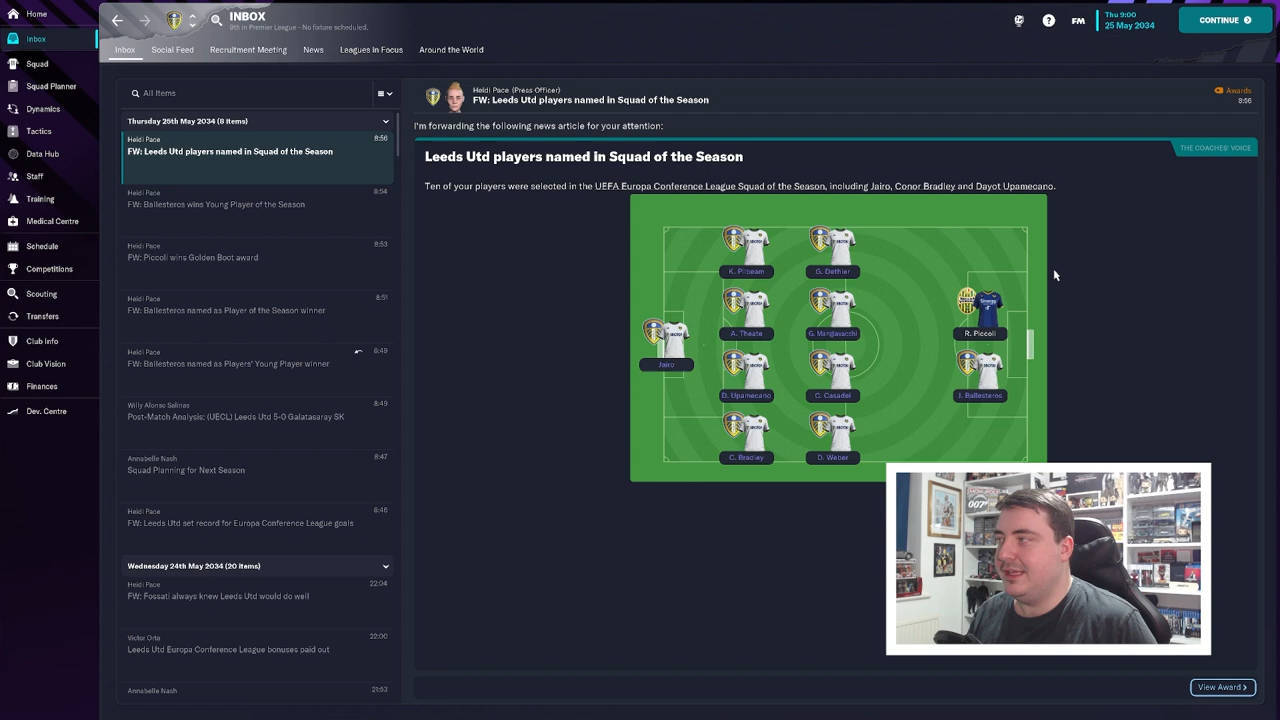 Home
Inbox
Squad
Squad Planner
Dynamics
Tactics
Data Hub
Staff
Training
Medical Centre
Schedule
Competitions
Scouting
Transfers
Club Info
Club Vision
Finances
Dev. Centre
INBOX
9th in Premier League - No fixture scheduled.
FM
Thu 9:00
25 May 2034
CONTINUE
Inbox
Social Feed
Recruitment Meeting
News
Leagues in Focus
Around the World
All Items
Thursday 25th May 2034 (8 items)
Heidi Pace 8:56
FW: Leeds Utd players named in Squad of the Season
Heidi Pace 8:54
FW: Ballesteros wins Young Player of the Season
Heidi Pace 8:53
FW: Piccoli wins Golden Boot award
Heidi Pace 8:51
FW: Ballesteros named as Player of the Season winner
Heidi Pace 8:49
FW: Ballesteros named as Players' Young Player winner
Willy Alonso Salinas 8:49
Post-Match Analysis: (UECL) Leeds Utd 5-0 Galatasaray SK
Annabelle Nash 8:47
Squad Planning for Next Season
Heidi Pace 8:46
FW: Leeds Utd set record for Europa Conference League goals
Wednesday 24th May 2034 (20 items)
Heidi Pace 22:04
FW: Fossati always knew Leeds Utd would do well
Victor Orta 22:00
Leeds Utd Europa Conference League bonuses paid out
Annabelle Nash 21:53
Heidi Pace (Press Officer)
FW: Leeds Utd players named in Squad of the Season
Awards
8:56
I'm forwarding the following news article for your attention:
THE COACHES' VOICE
Leeds Utd players named in Squad of the Season
Ten of your players were selected in the UEFA Europa Conference League Squad of the Season, including Jairo, Conor Bradley and Dayot Upamecano.
K. Pilbeam
G. Dethier
A. Theate
G. Mangiavacchi
R. Piccoli
Jairo
D. Upamecano
C. Casadei
J. Ballesteros
C. Bradley
D. Weber
007
View Award